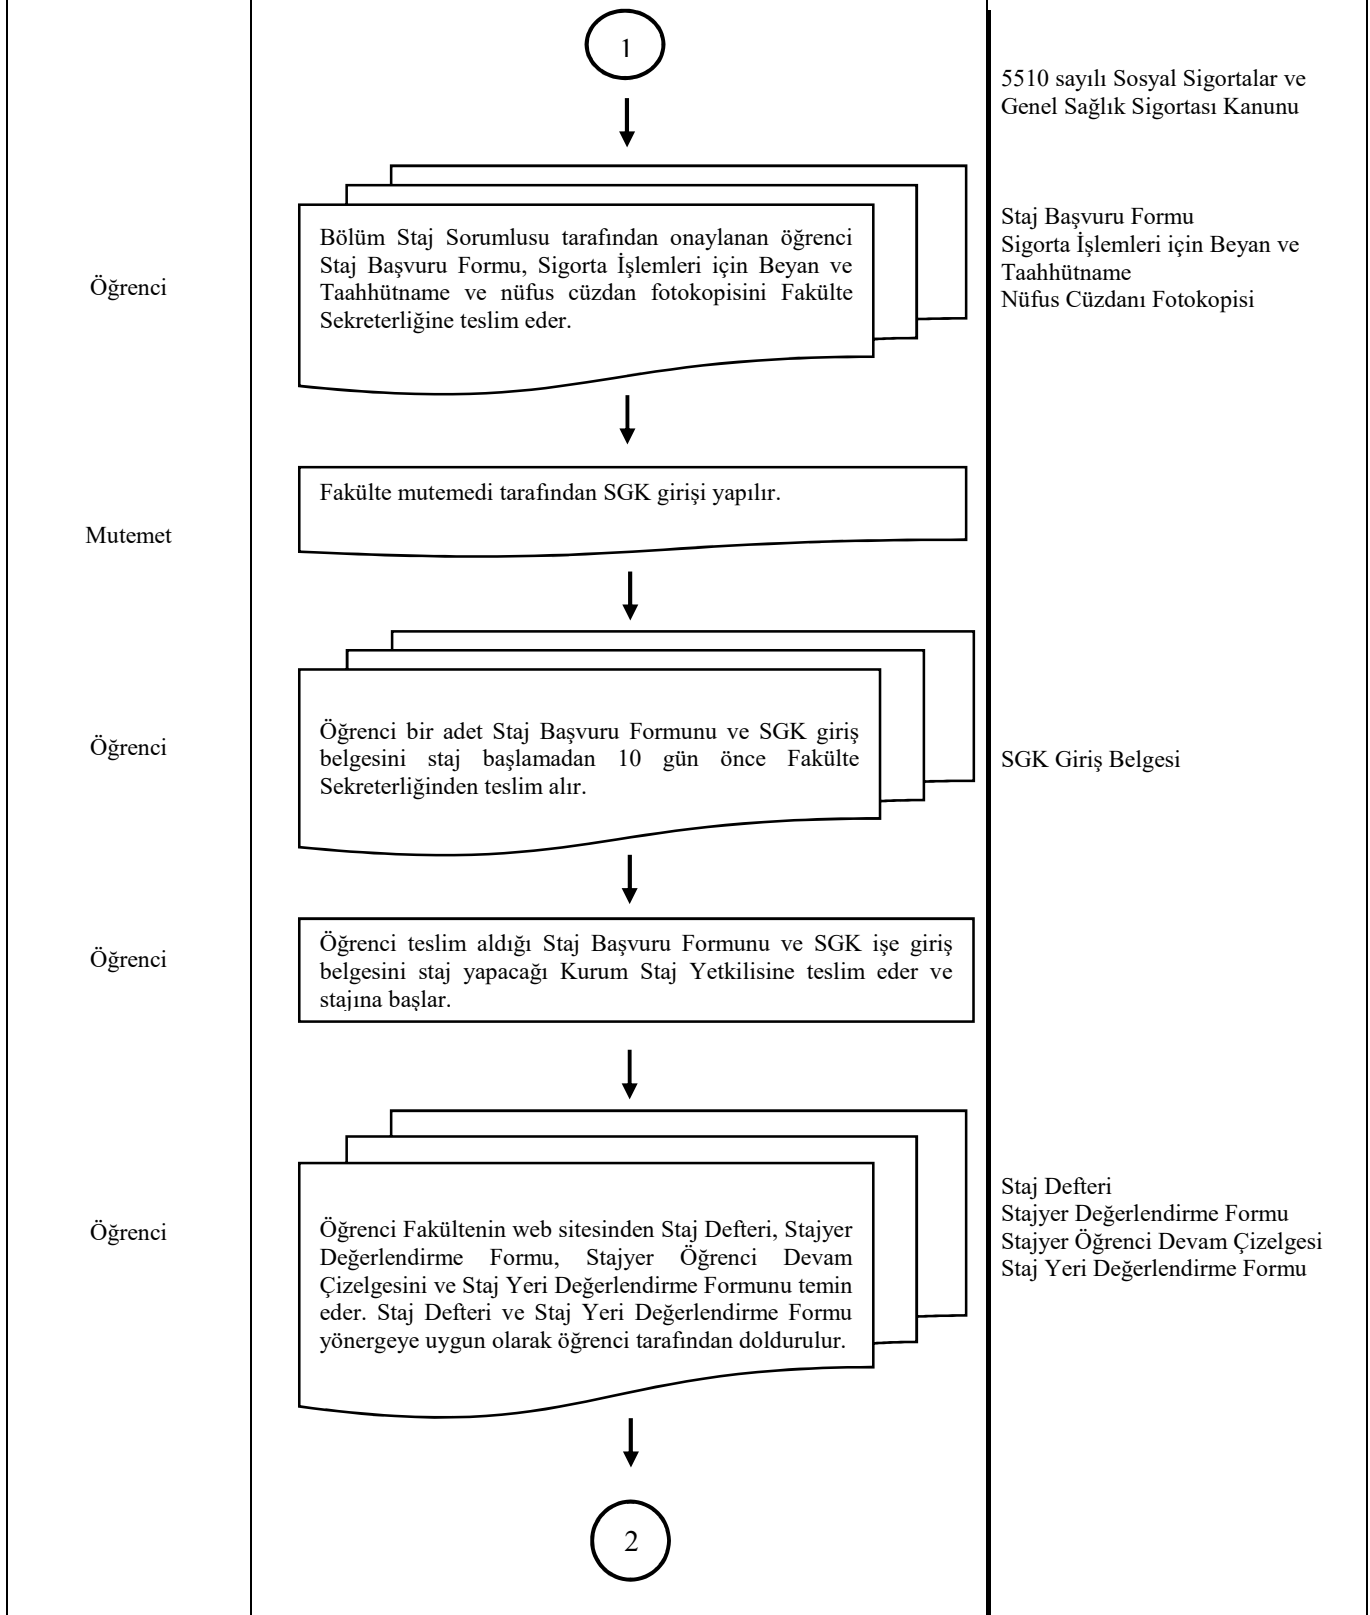 1
5510 sayılı Sosyal Sigortalar ve
Genel Sağlık Sigortası Kanunu
Öğrenci
Bölüm Staj Sorumlusu tarafından onaylanan öğrenci
Staj Başvuru Formu, Sigorta İşlemleri için Beyan ve
Taahhütname ve nüfus cüzdan fotokopisini Fakülte
Sekreterliğine teslim eder.
Staj Başvuru Formu
Sigorta İşlemleri için Beyan ve
Taahhütname
Nüfus Cüzdanı Fotokopisi
Mutemet
Fakülte mutemedi tarafından SGK girişi yapılır.
Öğrenci
Öğrenci bir adet Staj Başvuru Formunu ve SGK giriş
belgesini staj başlamadan 10 gün önce Fakülte
Sekreterliğinden teslim alır.
SGK Giriş Belgesi
Öğrenci
Öğrenci teslim aldığı Staj Başvuru Formunu ve SGK işe giriş
belgesini staj yapacağı Kurum Staj Yetkilisine teslim eder ve
stajına başlar.
Öğrenci
Öğrenci Fakültenin web sitesinden Staj Defteri, Stajyer
Değerlendirme Formu, Stajyer Öğrenci Devam
Çizelgesini ve Staj Yeri Değerlendirme Formunu temin
eder. Staj Defteri ve Staj Yeri Değerlendirme Formu
yönergeye uygun olarak öğrenci tarafından doldurulur.
Staj Defteri
Stajyer Değerlendirme Formu
Stajyer Öğrenci Devam Çizelgesi
Staj Yeri Değerlendirme Formu
2